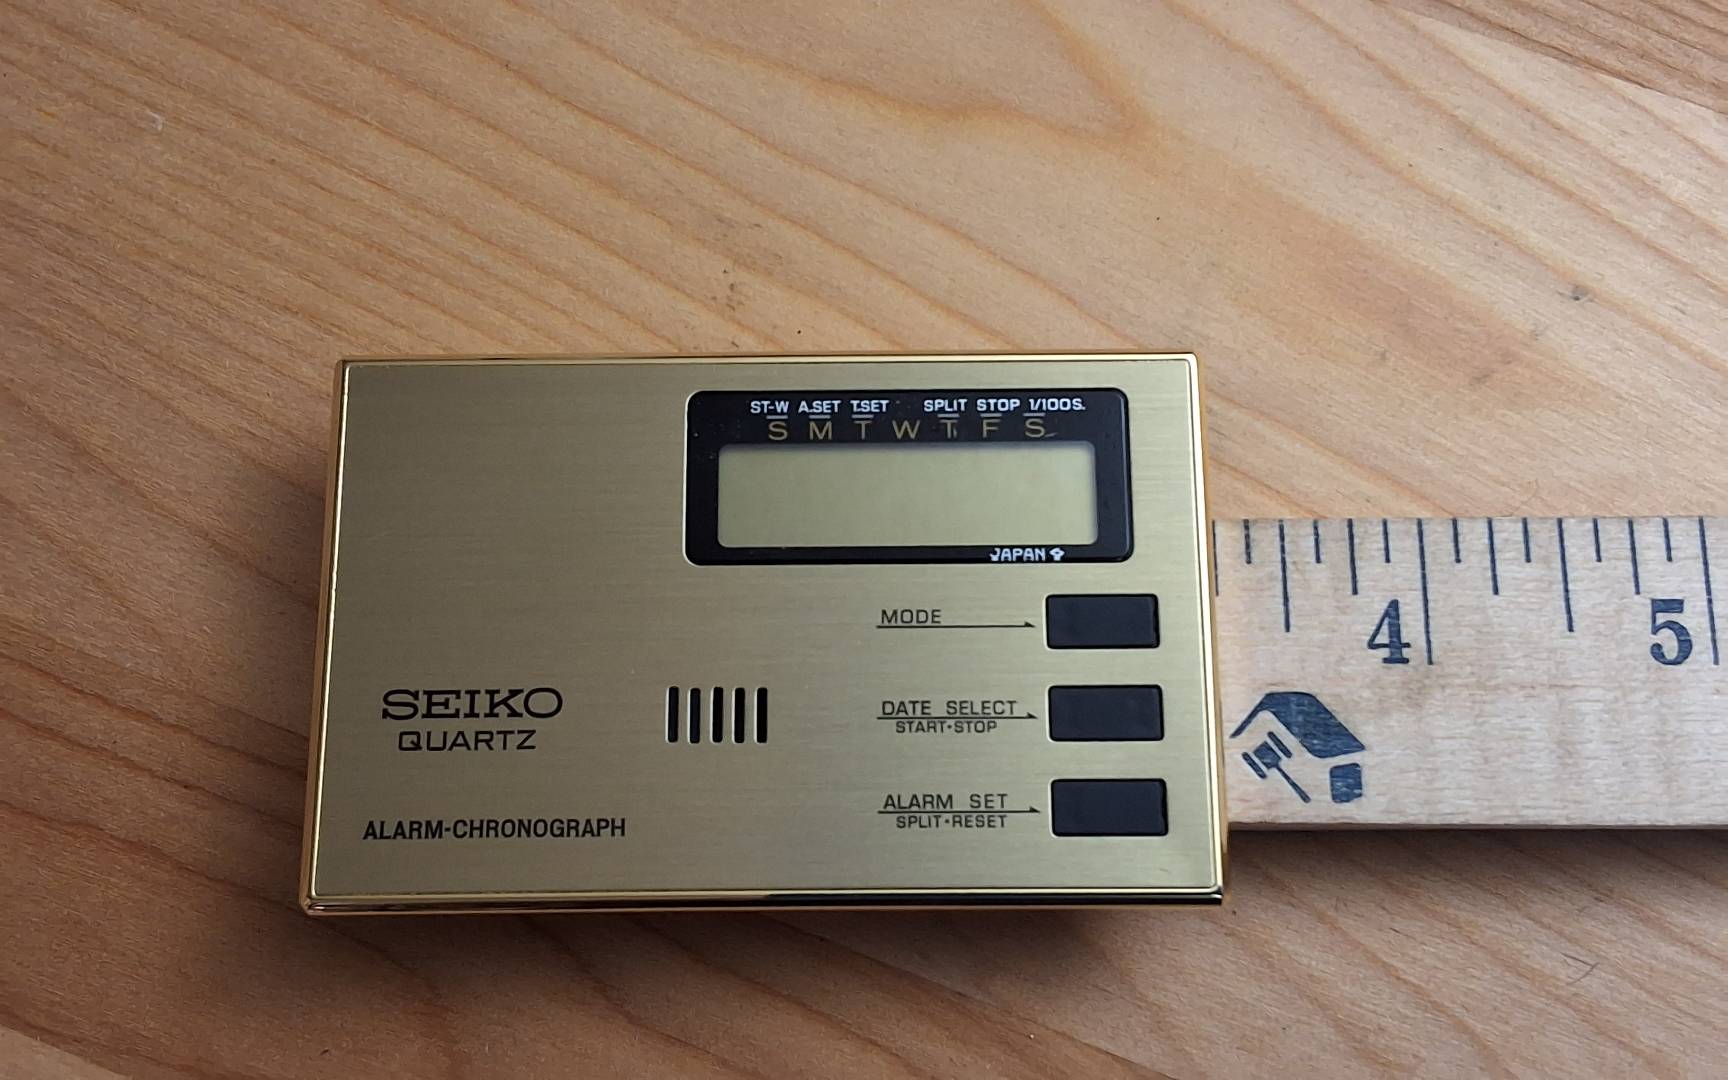 ST-W A.SET T.SET SPLIT STOP 1/100S.
S M T W T F S
JAPAN
MODE
4 5
SEIKO
QUARTZ
DATE SELECT
START•STOP
ALARM SET
SPLIT•RESET
ALARM-CHRONOGRAPH